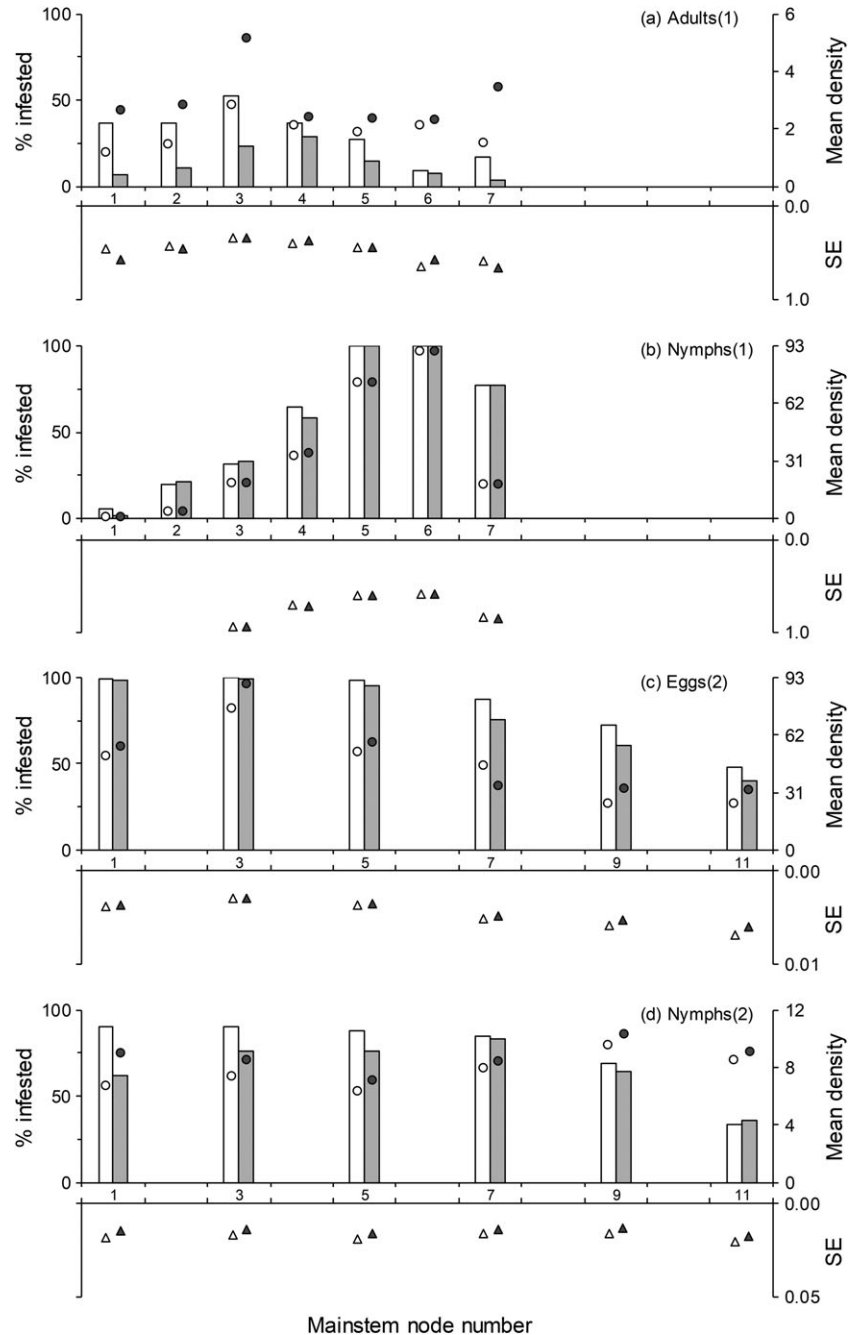 100 (a) Adults(1) 6
% infested 50 4 Mean density
2
0 1 2 3 4 5 6 7 0
0.0
SE
1.0
100 (b) Nymphs(1) 93
% infested 50 62 Mean density
31
0 1 2 3 4 5 6 7 0
0.0
SE
1.0
100 (c) Eggs(2) 93
% infested 50 62 Mean density
31
0 1 3 5 7 9 11 0
0.00
SE
0.01
100 (d) Nymphs(2) 12
% infested 50 8 Mean density
4
0 1 3 5 7 9 11 0
0.00
SE
0.05
Mainstem node number